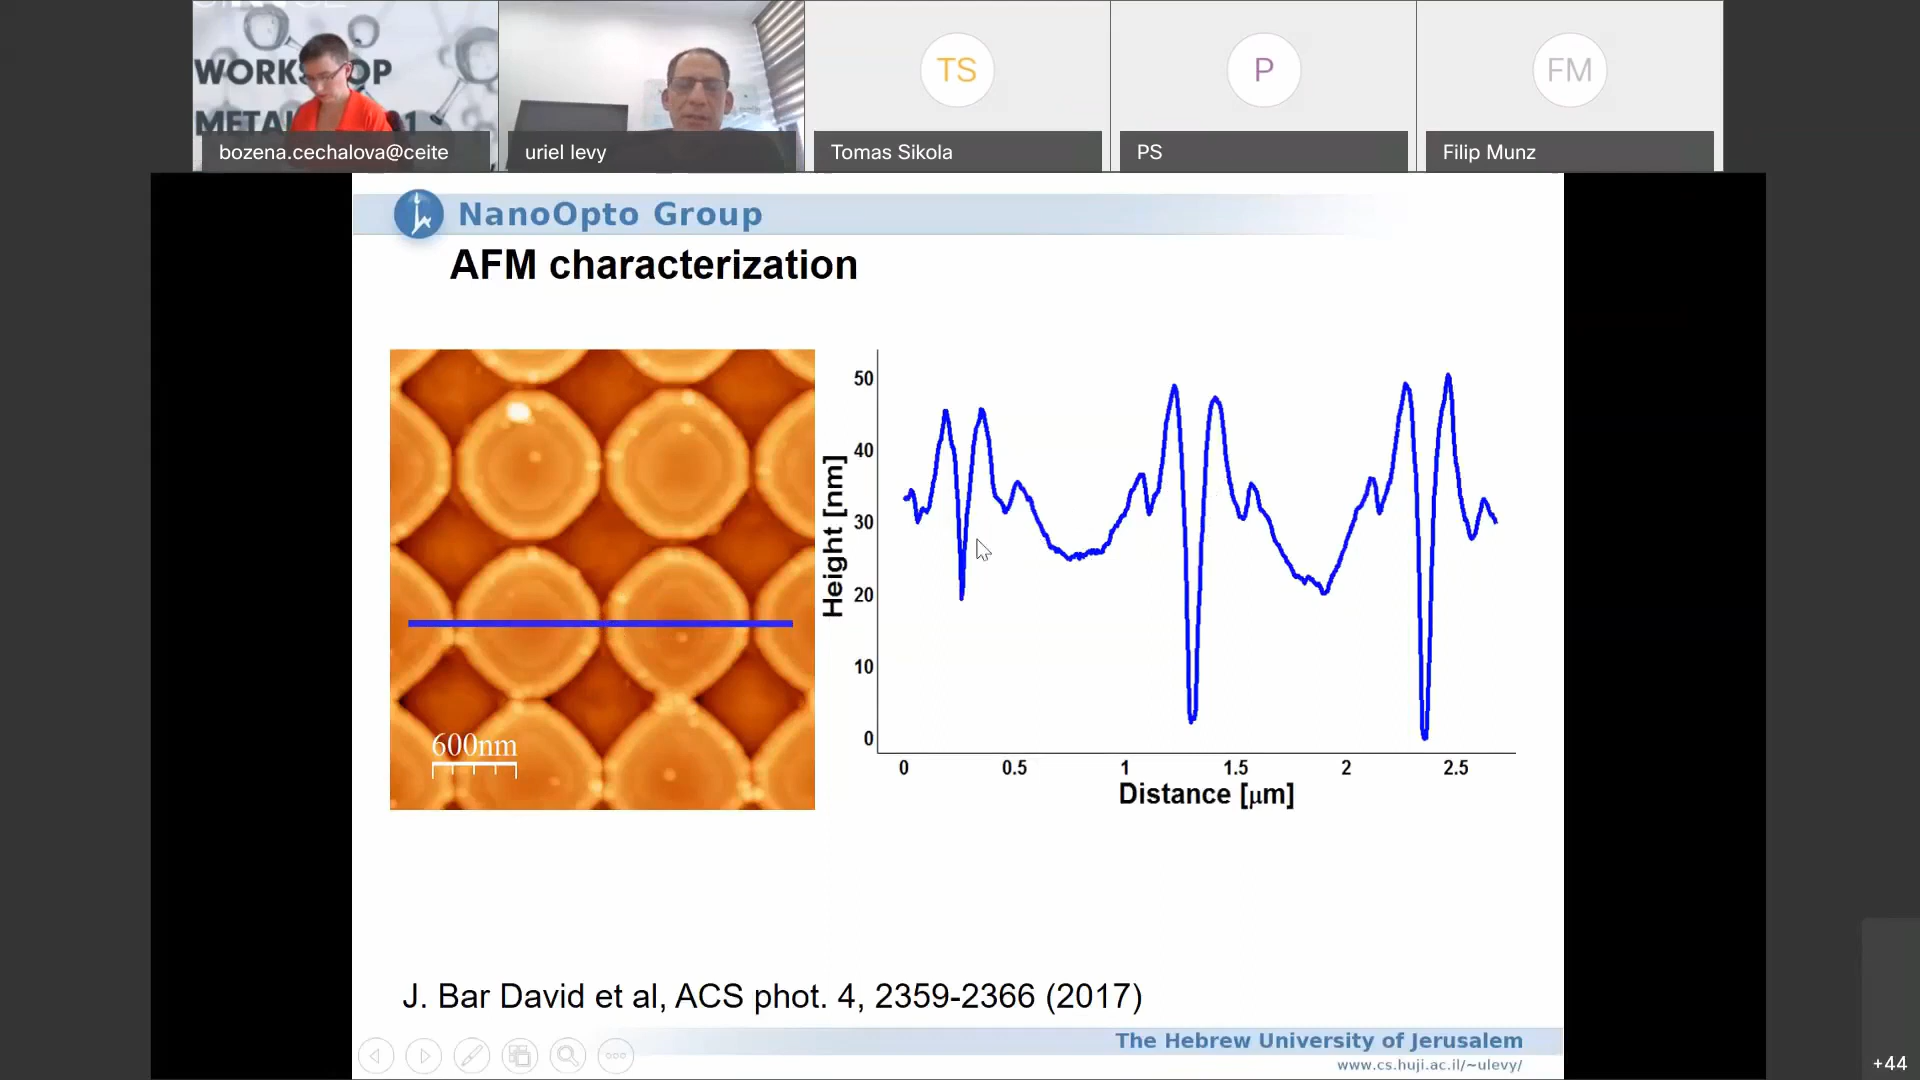 WORKSHOP
bozena.cechalova@ceite
uriel levy
TS
Tomas Sikola
P
PS
FM
Filip Munz
NanoOpto Group
AFM characterization
600nm
Height [nm]
50
40
30
20
10
0
0 0.5 1 1.5 2 2.5
Distance [μm]
J. Bar David et al, ACS phot. 4, 2359-2366 (2017)
The Hebrew University of Jerusalem
www.cs.huji.ac.il/~ulevy/
+44